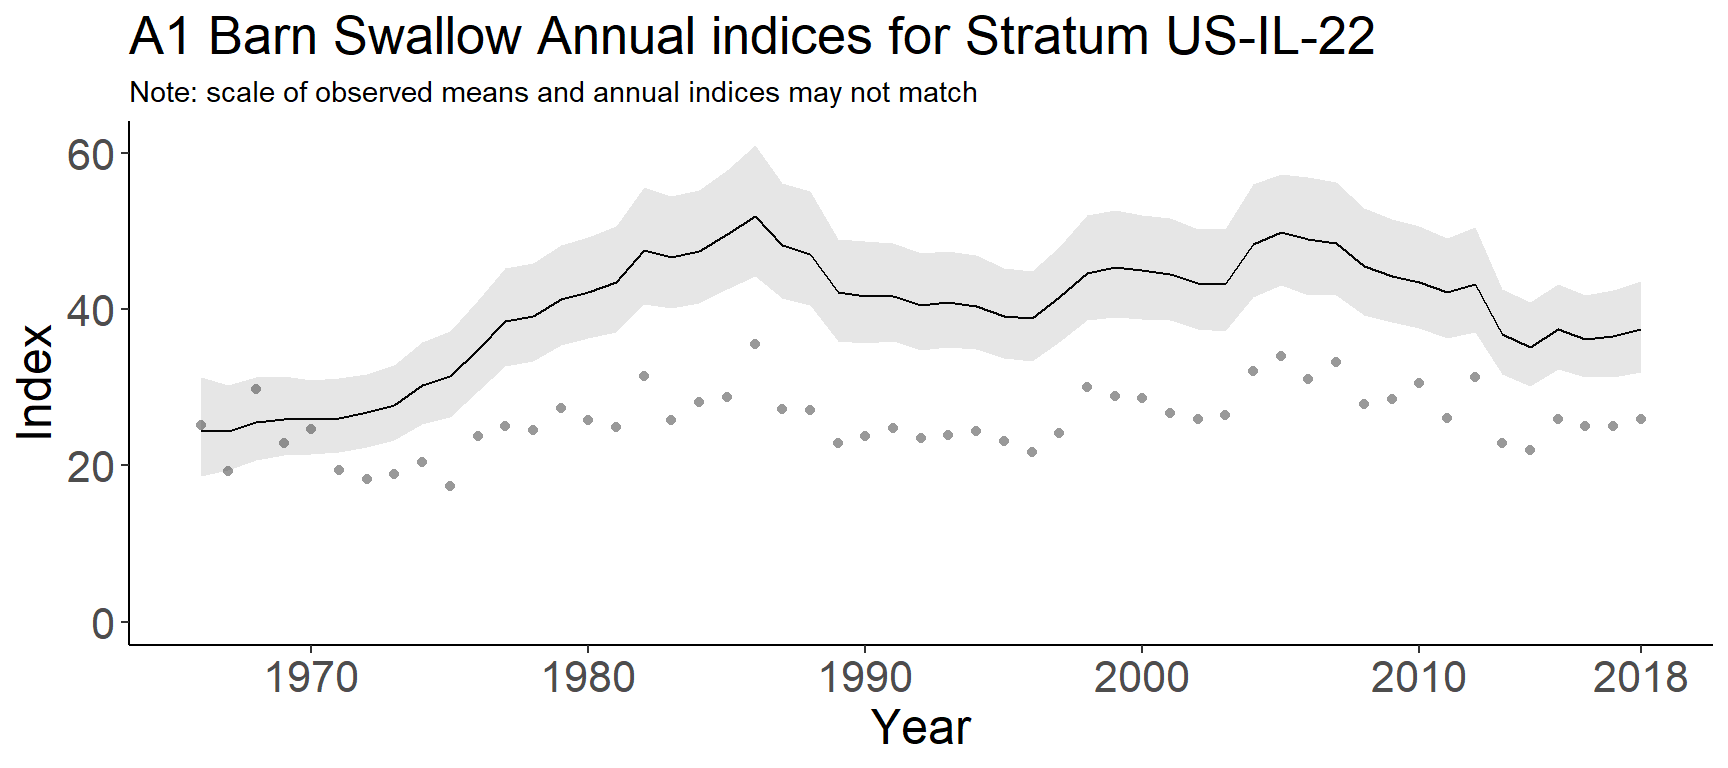 A1 Barn Swallow Annual indices for Stratum US-IL-22
Note: scale of observed means and annual indices may not match
60
40
20
0
Index
1970 1980 1990 2000 2010 2018
Year